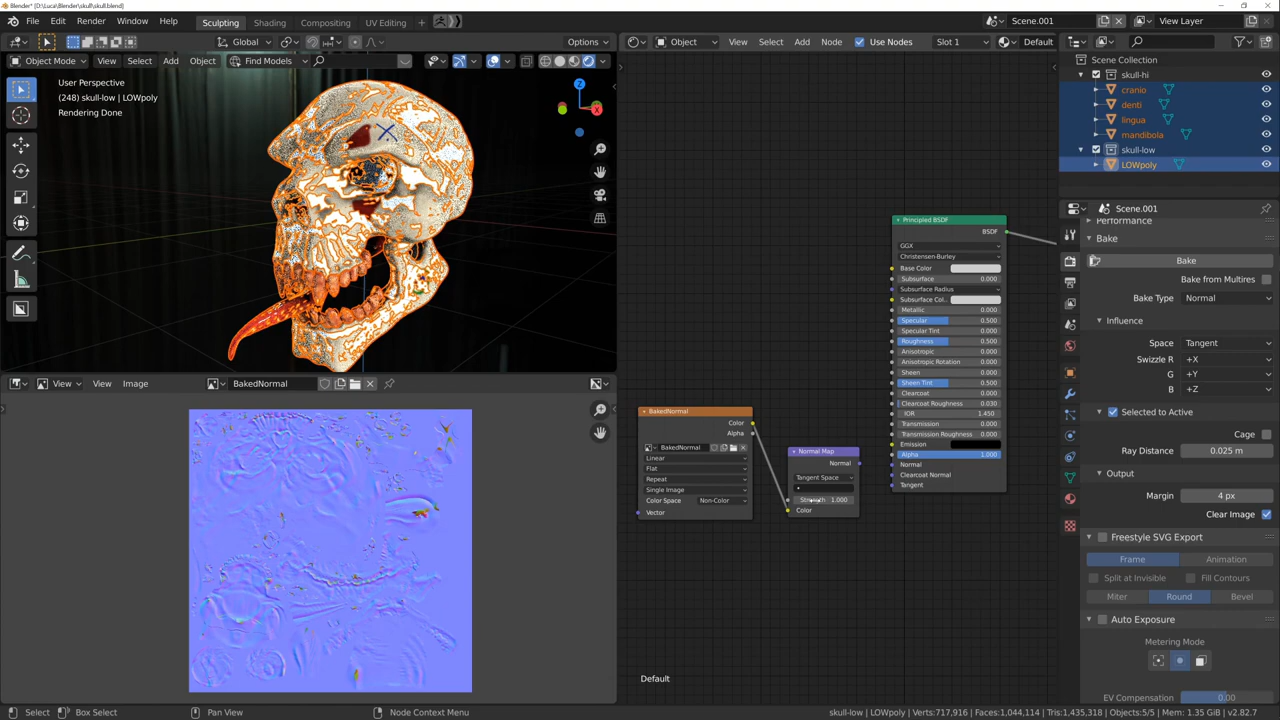 Blender* [D:\Luca\Blender\skull\skull.blend]
File Edit Render Window Help
Sculpting Shading Compositing UV Editing +
Scene.001 View Layer
Global Options
Object View Select Add Node Use Nodes Slot 1 Default
Object Mode View Select Add Object Find Models
User Perspective
(248) skull-low | LOWpoly
Rendering Done
Z
X
Scene Collection
skull-hi
cranio
denti
lingua
mandibola
skull-low
LOWpoly
Scene.001
Performance
Bake
Bake
Bake from Multires
Bake Type Normal
Influence
Space Tangent
Swizzle R +X
G +Y
B +Z
Selected to Active
Cage
Ray Distance 0.025 m
Output
Margin 4 px
Clear Image
Freestyle SVG Export
Frame Animation
Split at Invisible Fill Contours
Miter Round Bevel
Auto Exposure
Metering Mode
EV Compensation 0.00
Principled BSDF
BSDF
GGX
Christensen-Burley
Base Color
Subsurface 0.000
Subsurface Radius
Subsurface Col..
Metallic 0.000
Specular 0.500
Specular Tint 0.000
Roughness 0.500
Anisotropic 0.000
Anisotropic Rotation 0.000
Sheen 0.000
Sheen Tint 0.500
Clearcoat 0.000
Clearcoat Roughness 0.030
IOR 1.450
Transmission 0.000
Transmission Roughness 0.000
Emission
Alpha 1.000
Normal
Clearcoat Normal
Tangent
View View Image BakedNormal
BakedNormal
Color
Alpha
BakedNormal
Linear
Flat
Repeat
Single Image
Color Space Non-Color
Vector
Normal Map
Normal
Tangent Space
Strength 1.000
Color
Default
Select Box Select Pan View Node Context Menu
skull-low | LOWpoly | Verts:717,916 | Faces:1,044,114 | Tris:1,435,318 | Objects:5/5 | Mem: 1.35 GiB | v2.82.7